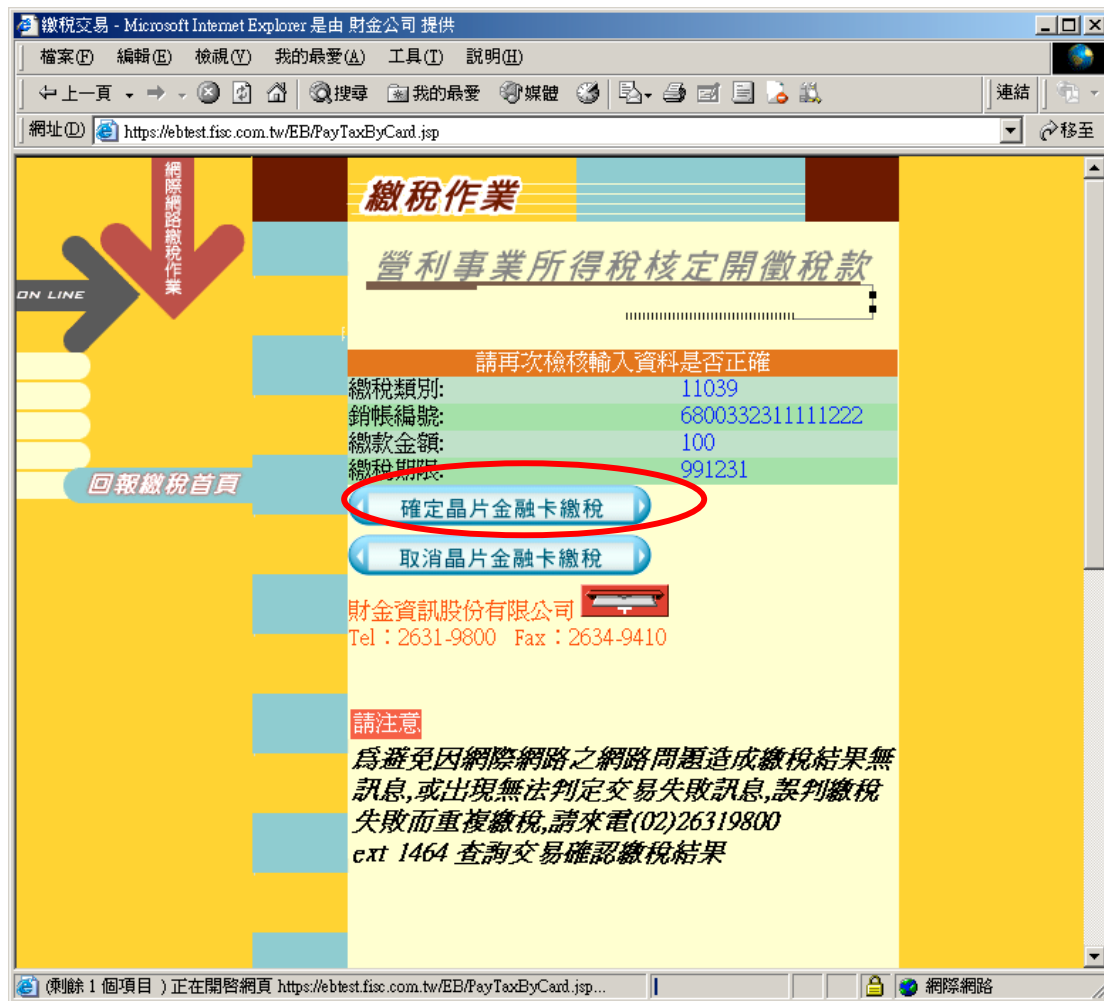 繳稅交易 - Microsoft Internet Explorer 是由 財金公司 提供
檔案(F) 編輯(E) 檢視(V) 我的最愛(A) 工具(T) 說明(H)
上一頁 搜尋 我的最愛 媒體 連結
網址(D) https://ebtest.fisc.com.tw/EB/PayTaxByCard.jsp 移至
網際網路繳稅作業
ON LINE
回報繳稅首頁
繳稅作業
營利事業所得稅核定開徵稅款
請再次檢核輸入資料是否正確
繳稅類別: 11039
銷帳編號: 6800332311111222
繳款金額: 100
繳稅期限: 991231
確定晶片金融卡繳稅
取消晶片金融卡繳稅
財金資訊股份有限公司
Tel：2631-9800 Fax：2634-9410
請注意
為避免因網際網路之網路問題造成繳稅結果無
訊息,或出現無法判定交易失敗訊息,誤判繳稅
失敗而重複繳稅,請來電(02)26319800
ext 1464 查詢交易確認繳稅結果
(剩餘 1 個項目 ) 正在開啓網頁 https://ebtest.fisc.com.tw/EB/PayTaxByCard.jsp... 網際網路